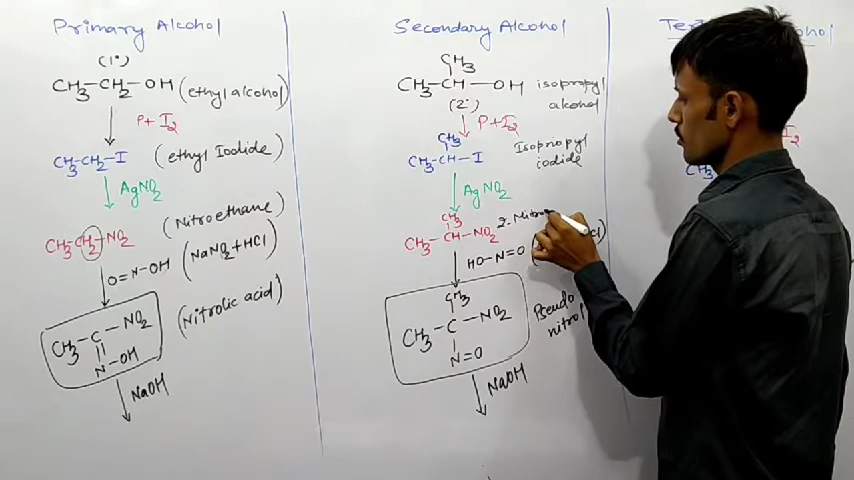 Primary Alcohol
(1°)
CH3-CH2-OH (ethyl alcohol)
P+I2
CH3-CH2-I (ethyl Iodide)
AgNO2
(Nitroethane)
CH3-CH2-NO2
(NaNO2+HCl)
O=N-OH
(Nitrolic acid)
CH3-C-NO2
||
N-OH
NaOH
Secondary Alcohol
CH3
CH3-CH-OH isopropyl
alcohol
(2°)
P+I2
CH3
CH3-CH-I
Isopropyl
iodide
AgNO2
CH3
2-Nitro
CH3-CH-NO2
HO-N=O
CH3
CH3-C-NO2
N=O
Pseudo
nitrol
NaOH